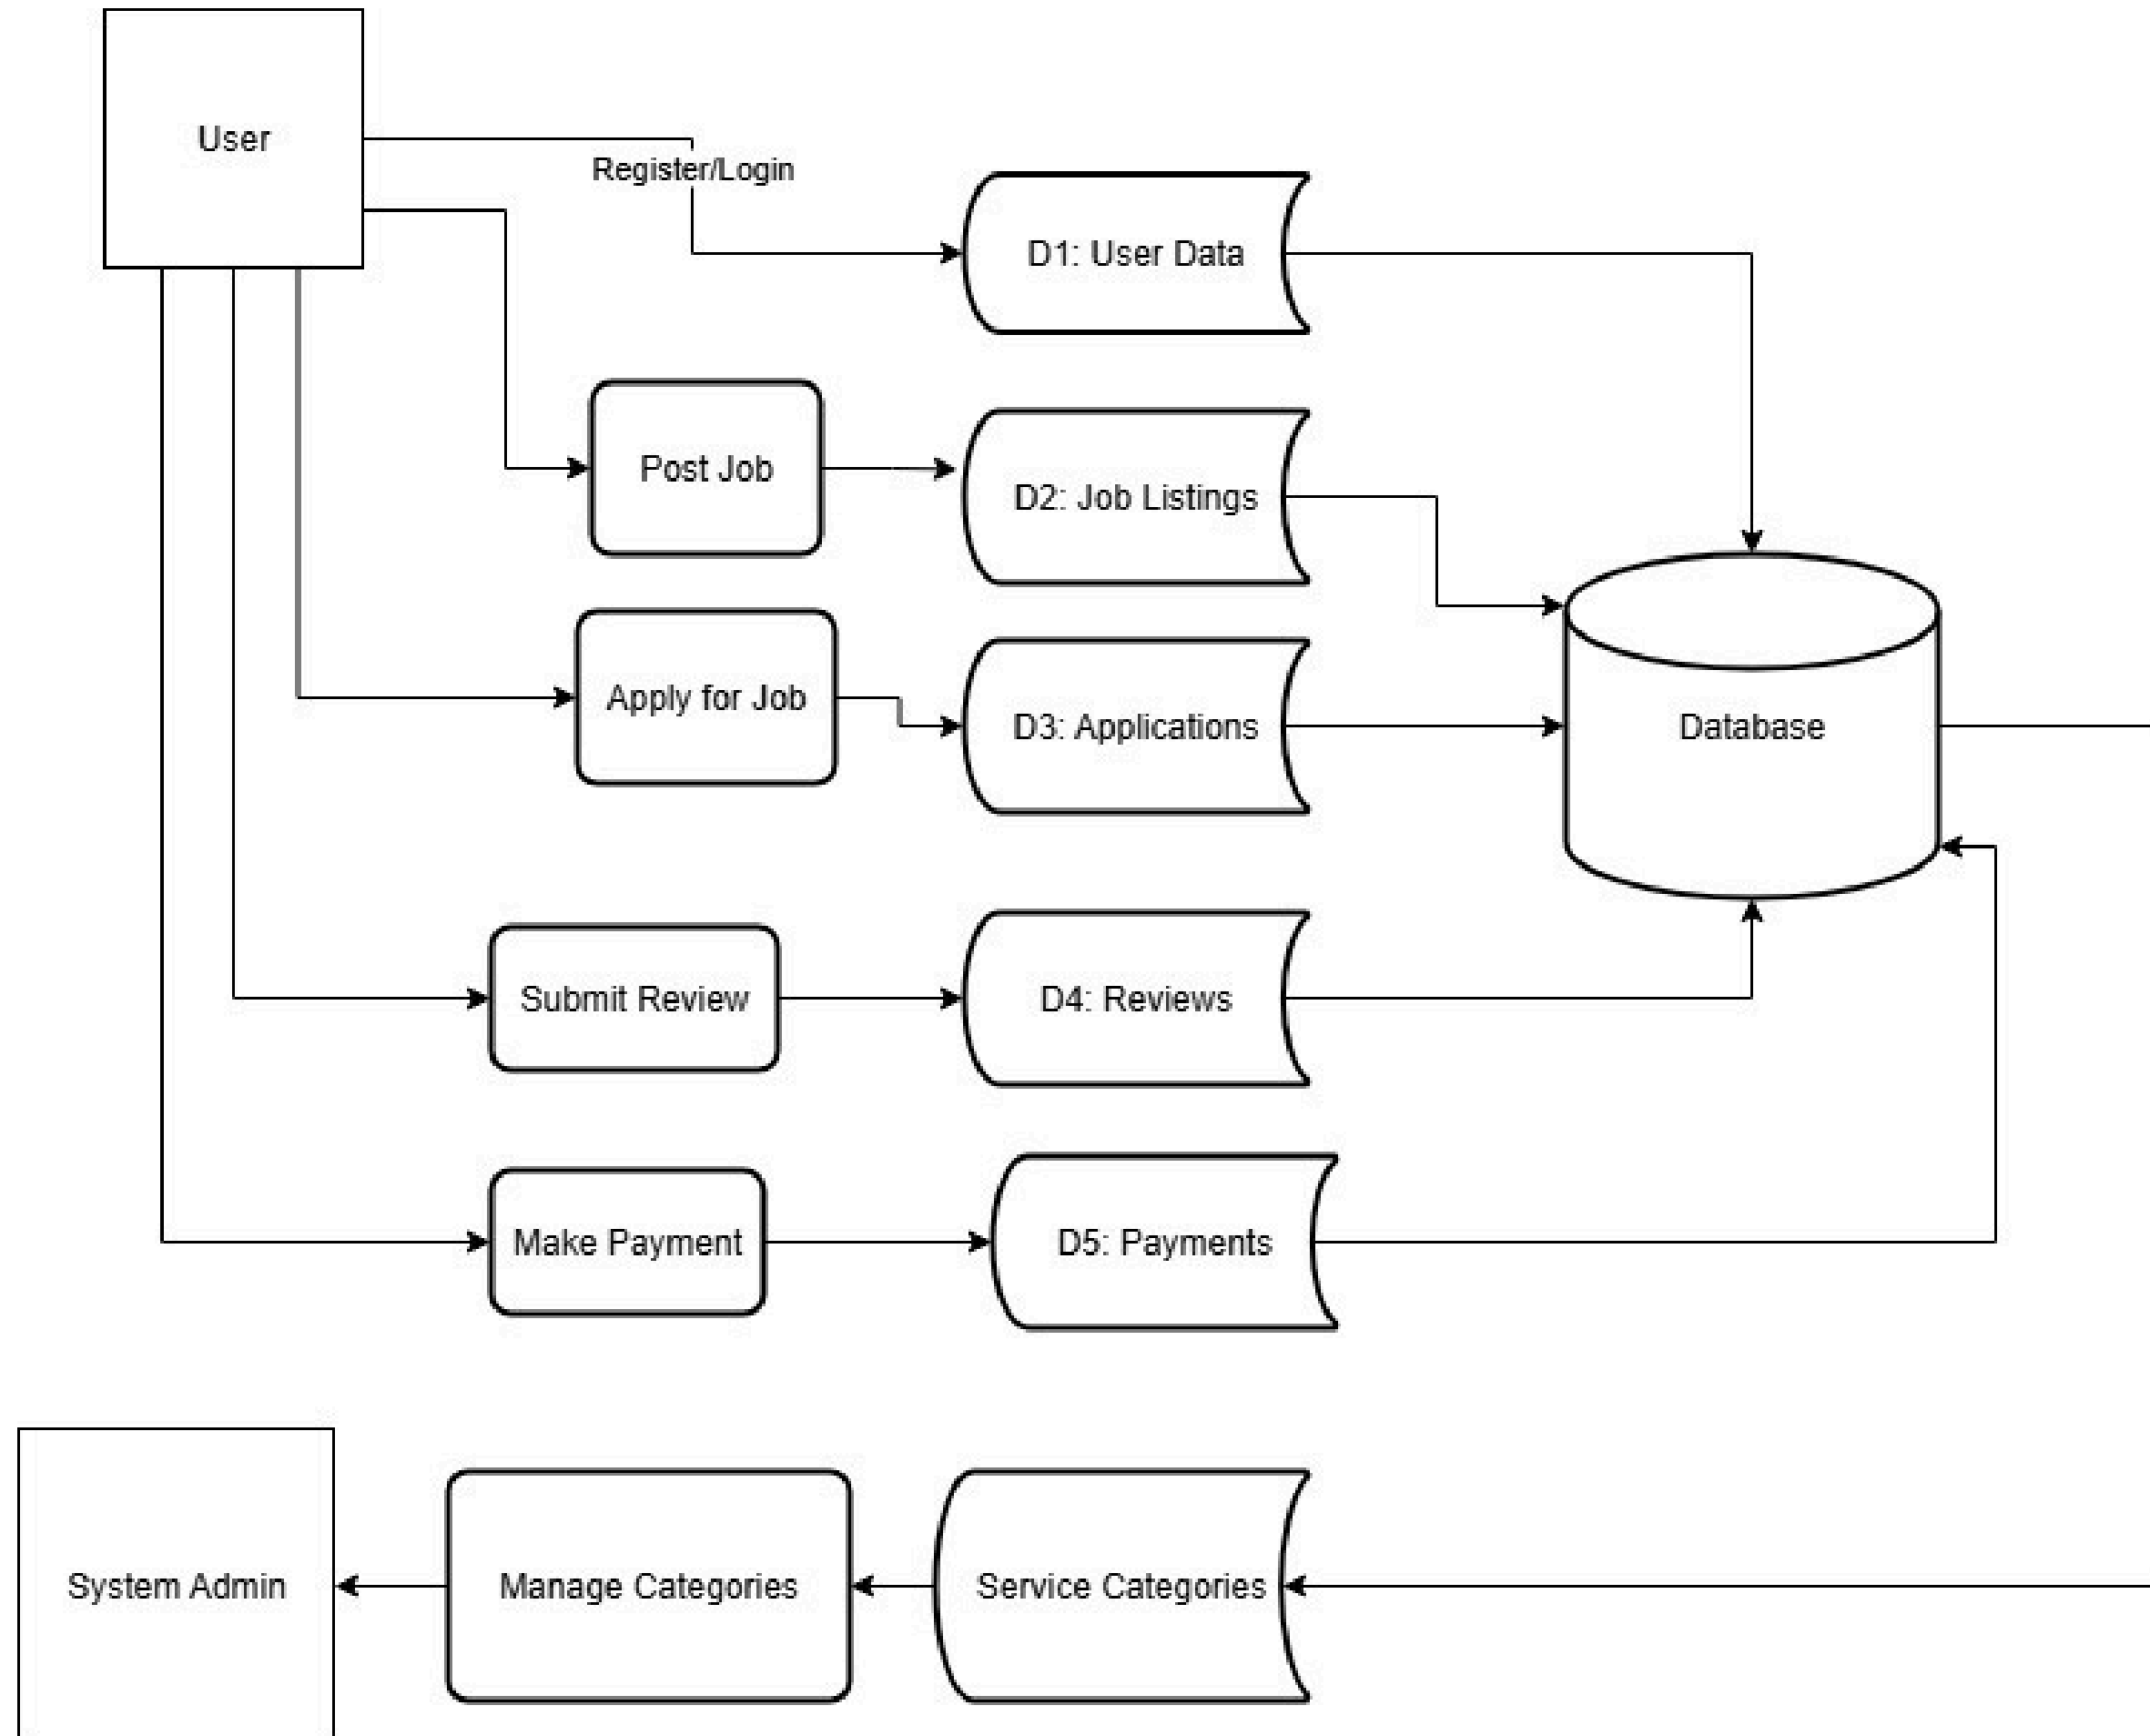 User
Register/Login
D1: User Data
Post Job
D2: Job Listings
Apply for Job
D3: Applications
Database
Submit Review
D4: Reviews
Make Payment
D5: Payments
System Admin
Manage Categories
Service Categories